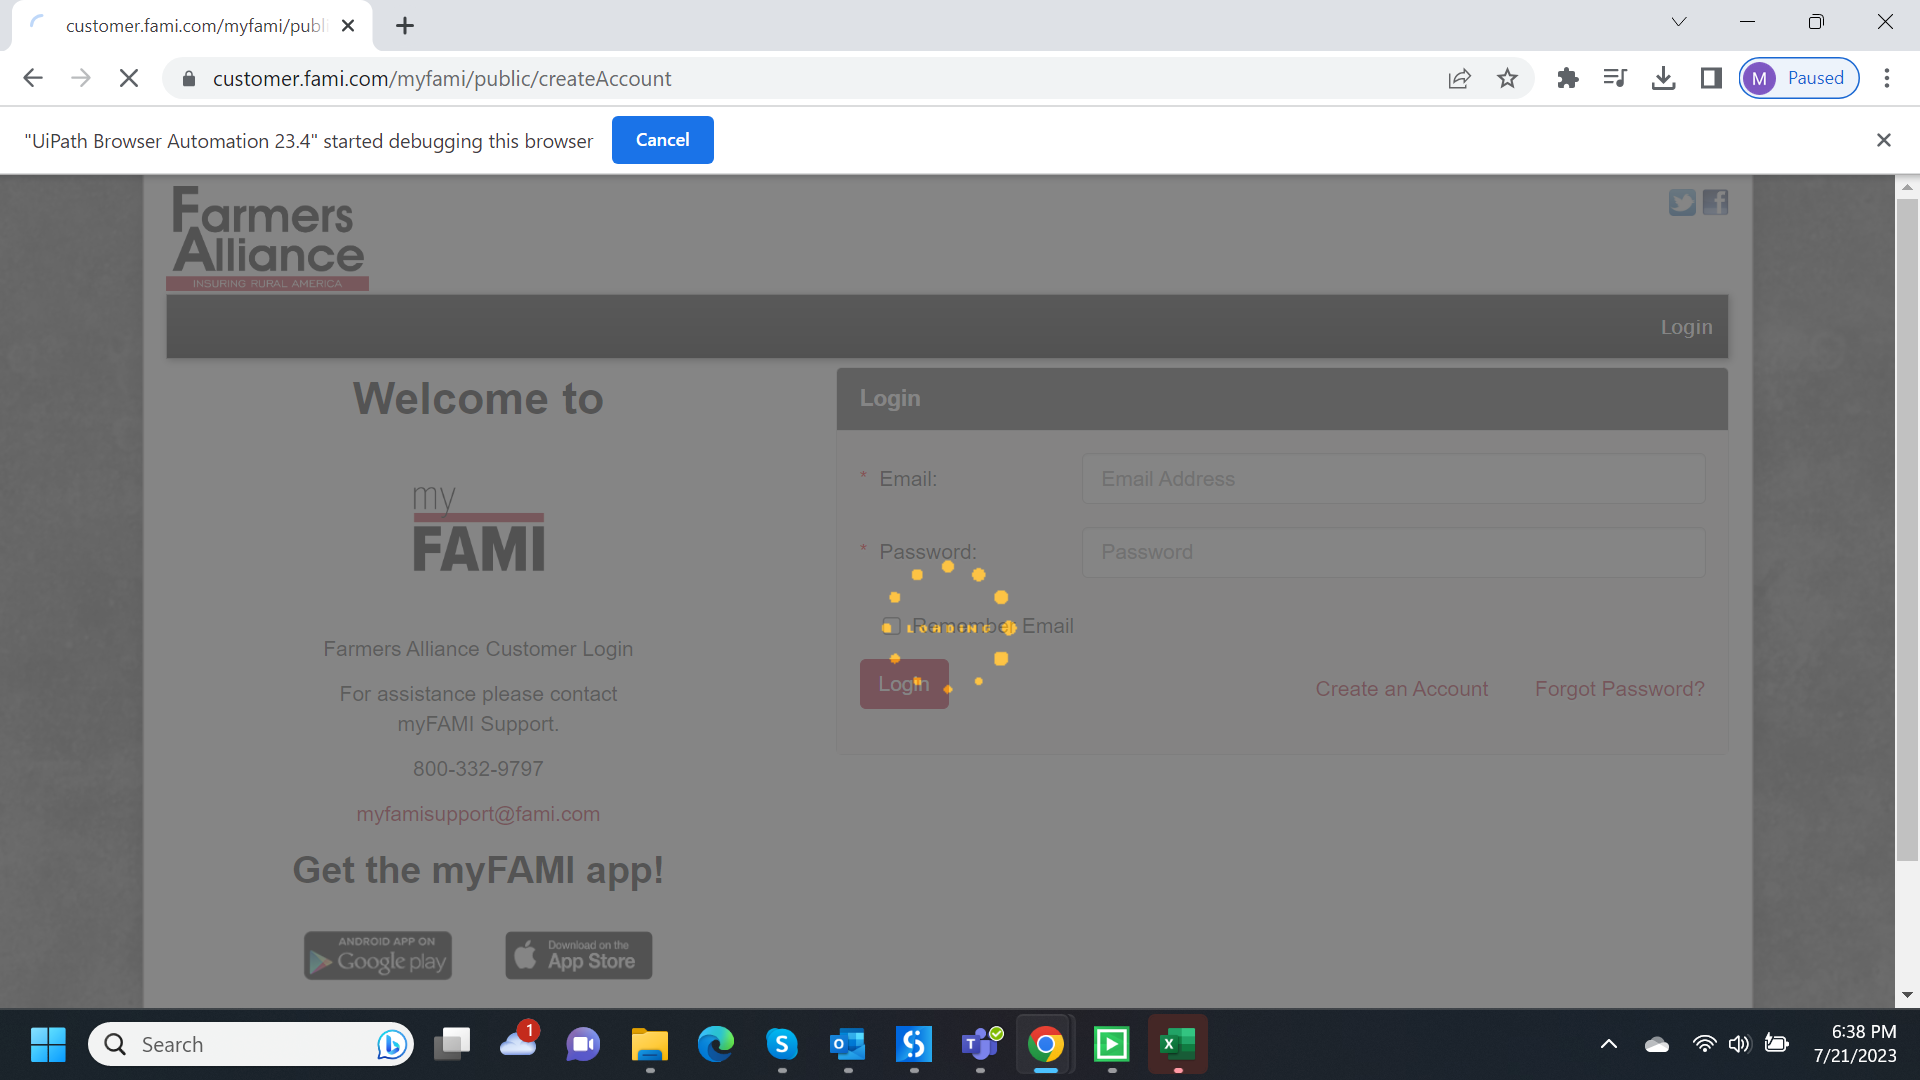 customer.fami.com/myfami/publi
customer.fami.com/myfami/public/createAccount
M Paused
"UiPath Browser Automation 23.4" started debugging this browser
Cancel
Farmers
Alliance
INSURING RURAL AMERICA
Login
Welcome to
Login
* Email:
Email Address
my
FAMI
* Password:
Password
Remember Email
LOADING
Farmers Alliance Customer Login
Login
Create an Account
Forgot Password?
For assistance please contact
myFAMI Support.
800-332-9797
myfamisupport@fami.com
Get the myFAMI app!
ANDROID APP ON
Google play
Download on the
App Store
Search
1
6:38 PM
7/21/2023